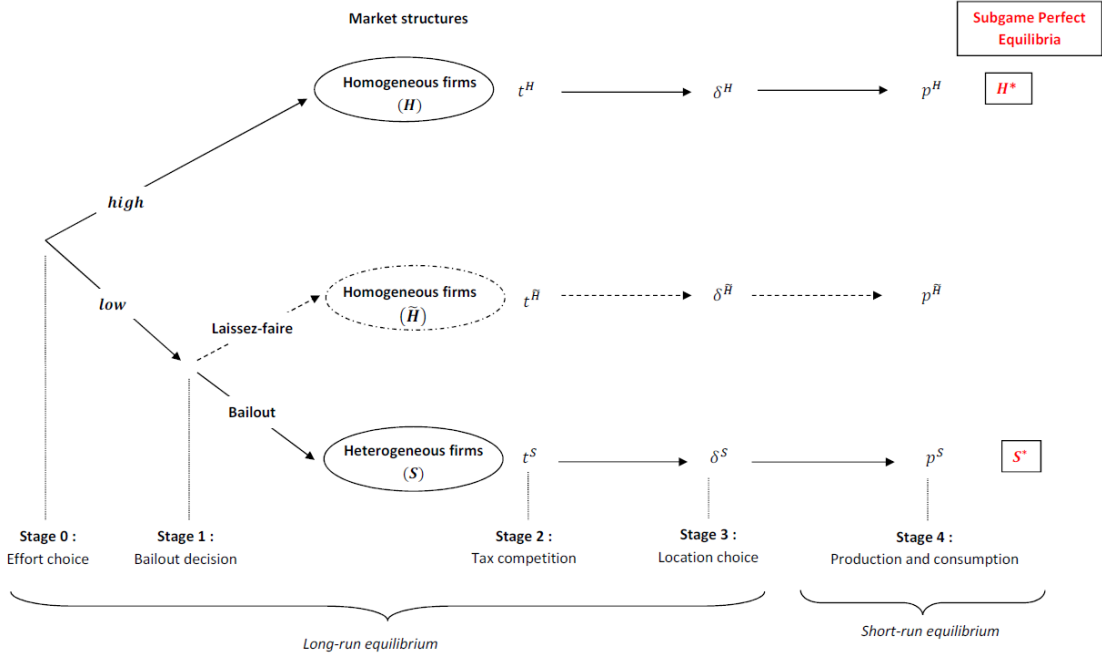 Market structures
Subgame Perfect
Equilibria
Homogeneous firms
(H)
t^H
δ^H
p^H
H*
high
low
Homogeneous firms
(H̃)
t^H̃
δ^H̃
p^H̃
Laissez-faire
Bailout
Heterogeneous firms
(S)
t^S
δ^S
p^S
S*
Stage 0 :
Effort choice
Stage 1 :
Bailout decision
Stage 2 :
Tax competition
Stage 3 :
Location choice
Stage 4 :
Production and consumption
Long-run equilibrium
Short-run equilibrium